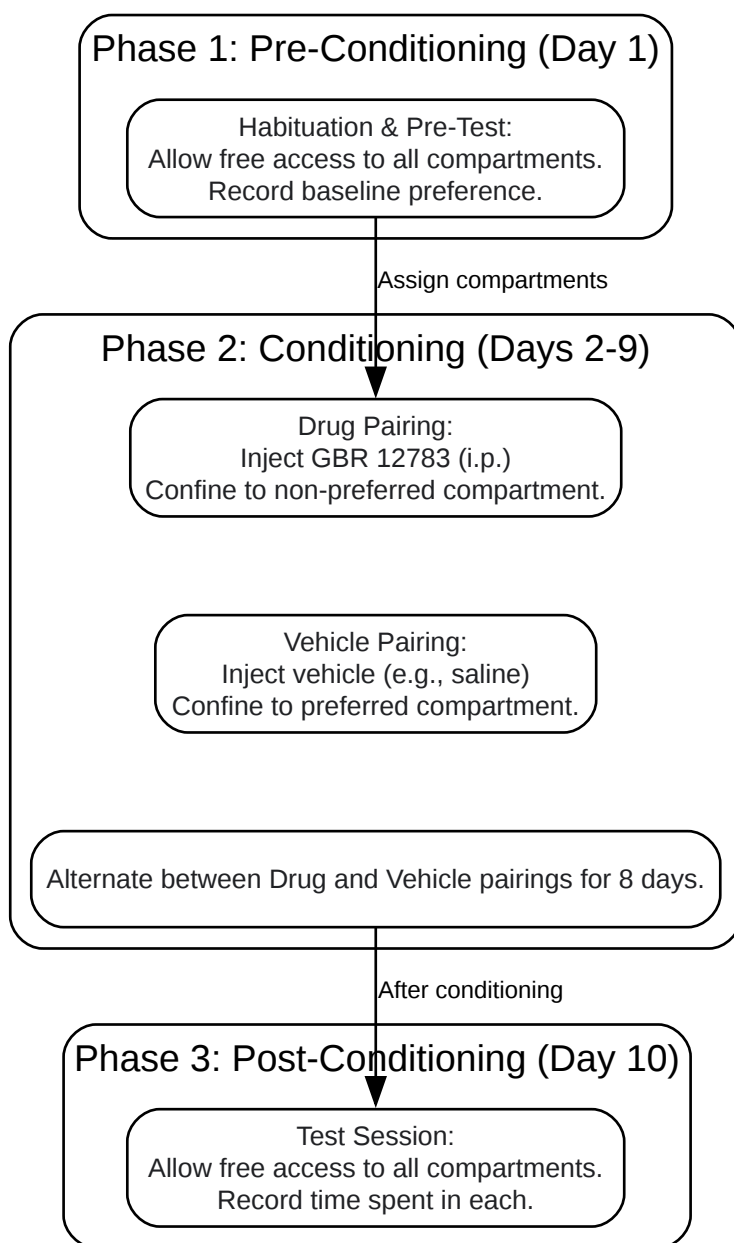 Phase 1: Pre-Conditioning (Day 1)
Habituation & Pre-Test:
Allow free access to all compartments.
Record baseline preference.
Assign compartments
Phase 2: Conditioning (Days 2-9)
Drug Pairing:
Inject GBR 12783 (i.p.)
Confine to non-preferred compartment.
Vehicle Pairing:
Inject vehicle (e.g., saline)
Confine to preferred compartment.
Alternate between Drug and Vehicle pairings for 8 days.
After conditioning
Phase 3: Post-Conditioning (Day 10)
Test Session:
Allow free access to all compartments.
Record time spent in each.